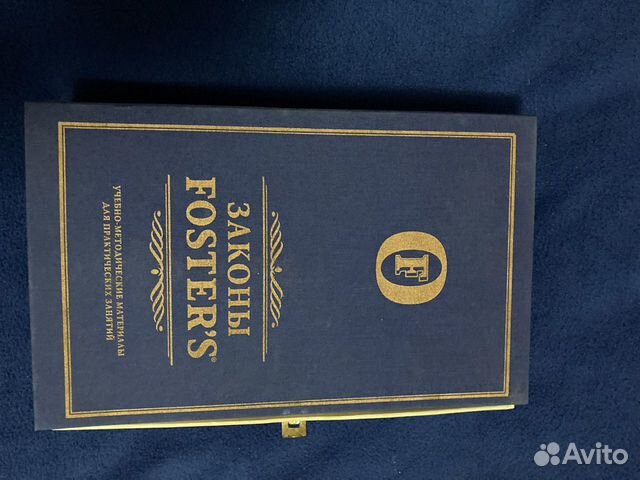 F
ЗАКОНЫ
FOSTER'S®
УЧЕБНО-МЕТОДИЧЕСКИЕ МАТЕРИАЛЫ
ДЛЯ ПРАКТИЧЕСКИХ ЗАНЯТИЙ
Avito